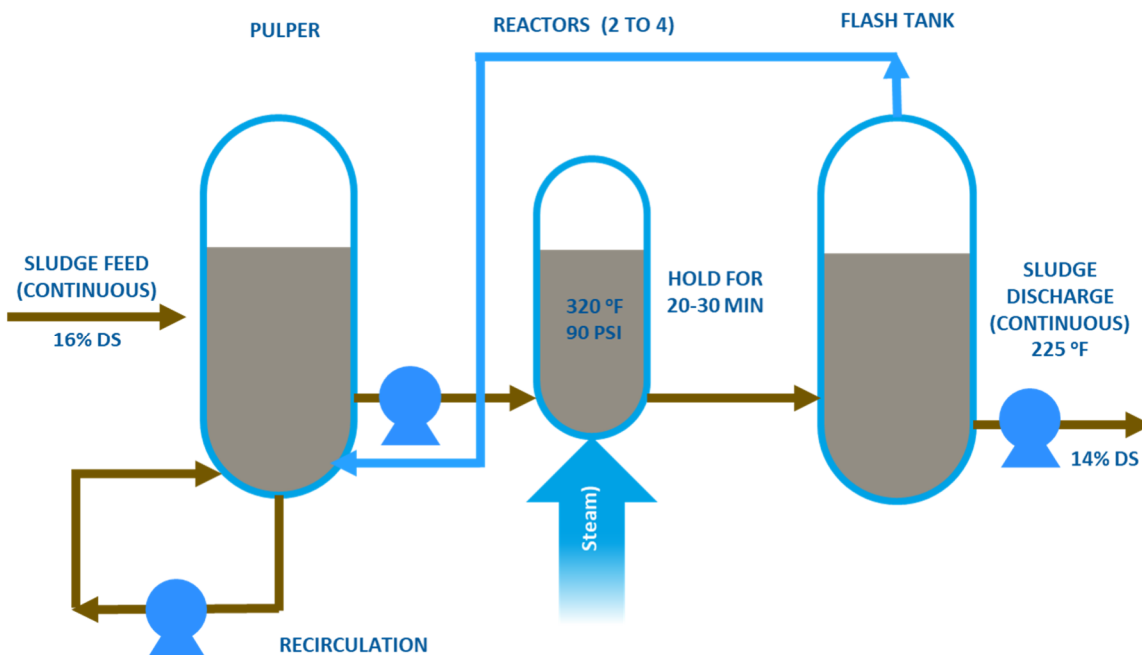 PULPER
REACTORS (2 TO 4)
FLASH TANK
SLUDGE FEED
(CONTINUOUS)
16% DS
320 °F
90 PSI
HOLD FOR
20-30 MIN
SLUDGE
DISCHARGE
(CONTINUOUS)
225 °F
14% DS
Steam)
RECIRCULATION